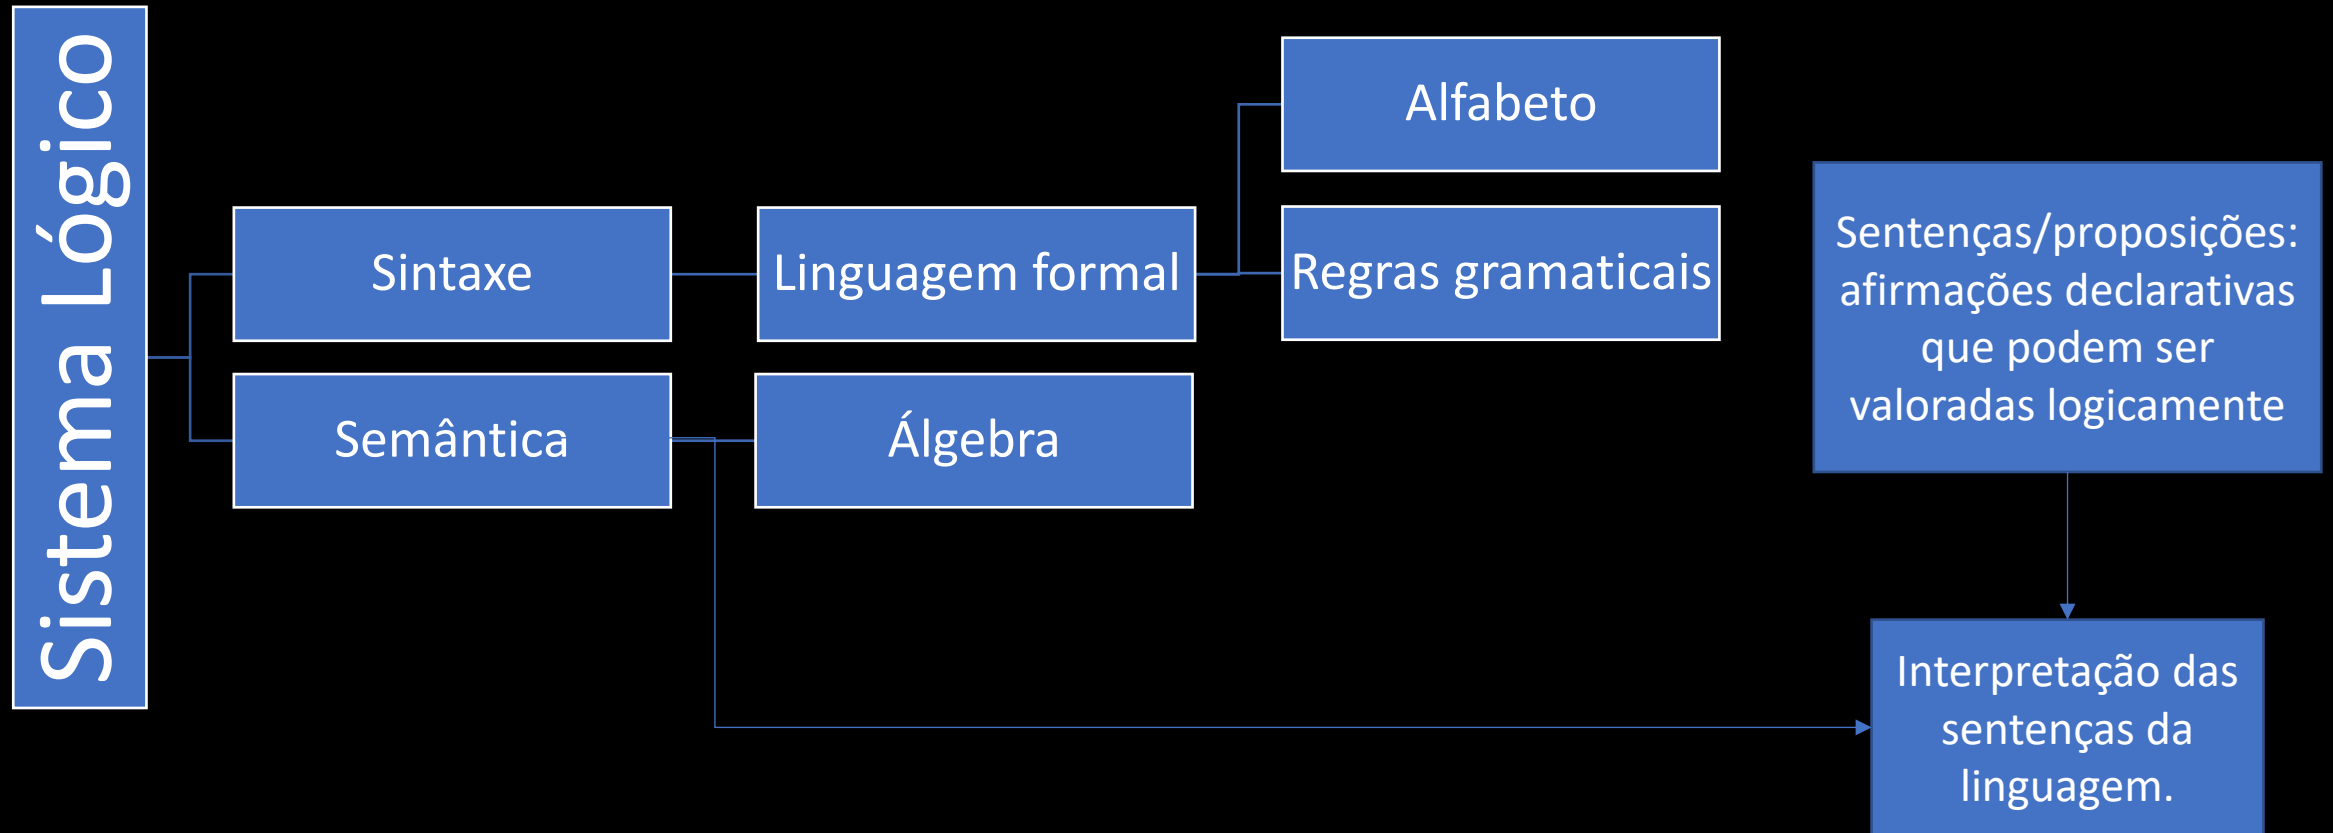 Sistema Lógico
Sintaxe
Semântica
Linguagem formal
Álgebra
Alfabeto
Regras gramaticais
Sentenças/proposições:
afirmações declarativas
que podem ser
valoradas logicamente
Interpretação das
sentenças da
linguagem.